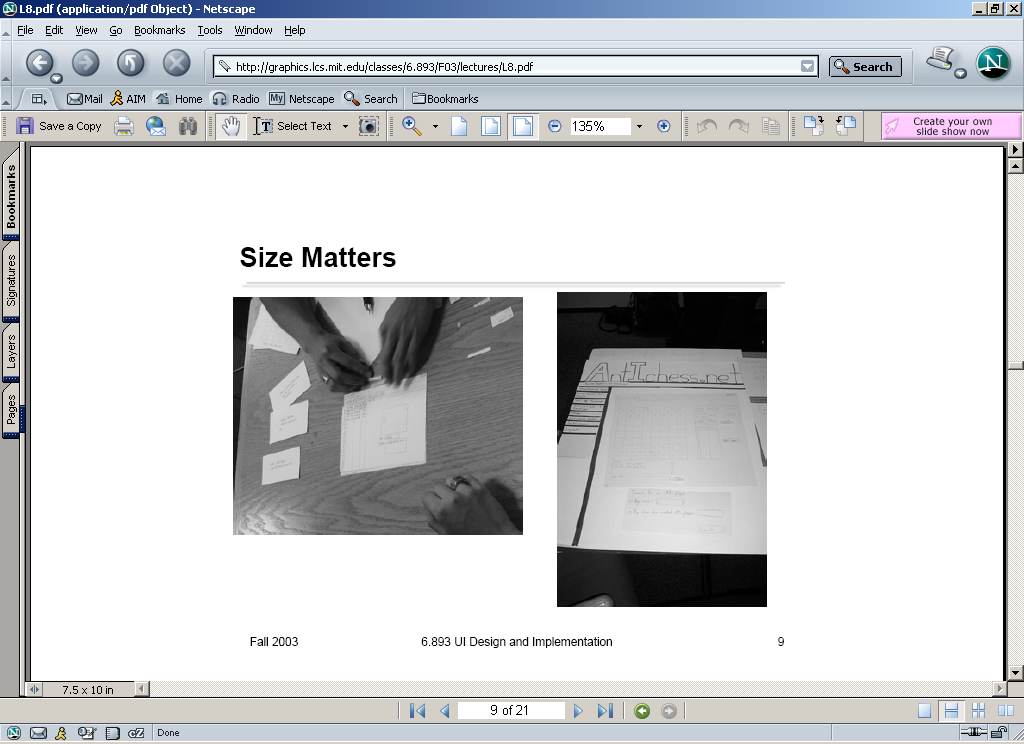 L8.pdf (application/pdf Object) - Netscape
File Edit View Go Bookmarks Tools Window Help
http://graphics.lcs.mit.edu/classes/6.893/F03/lectures/L8.pdf Search
Mail AIM Home Radio My Netscape Search Bookmarks
Save a Copy Select Text 135% Create your own
slide show now
Bookmarks
Signatures
Layers
Pages
Size Matters
AntIchess.net
Fall 2003 6.893 UI Design and Implementation 9
7.5 x 10 in
9 of 21
Done